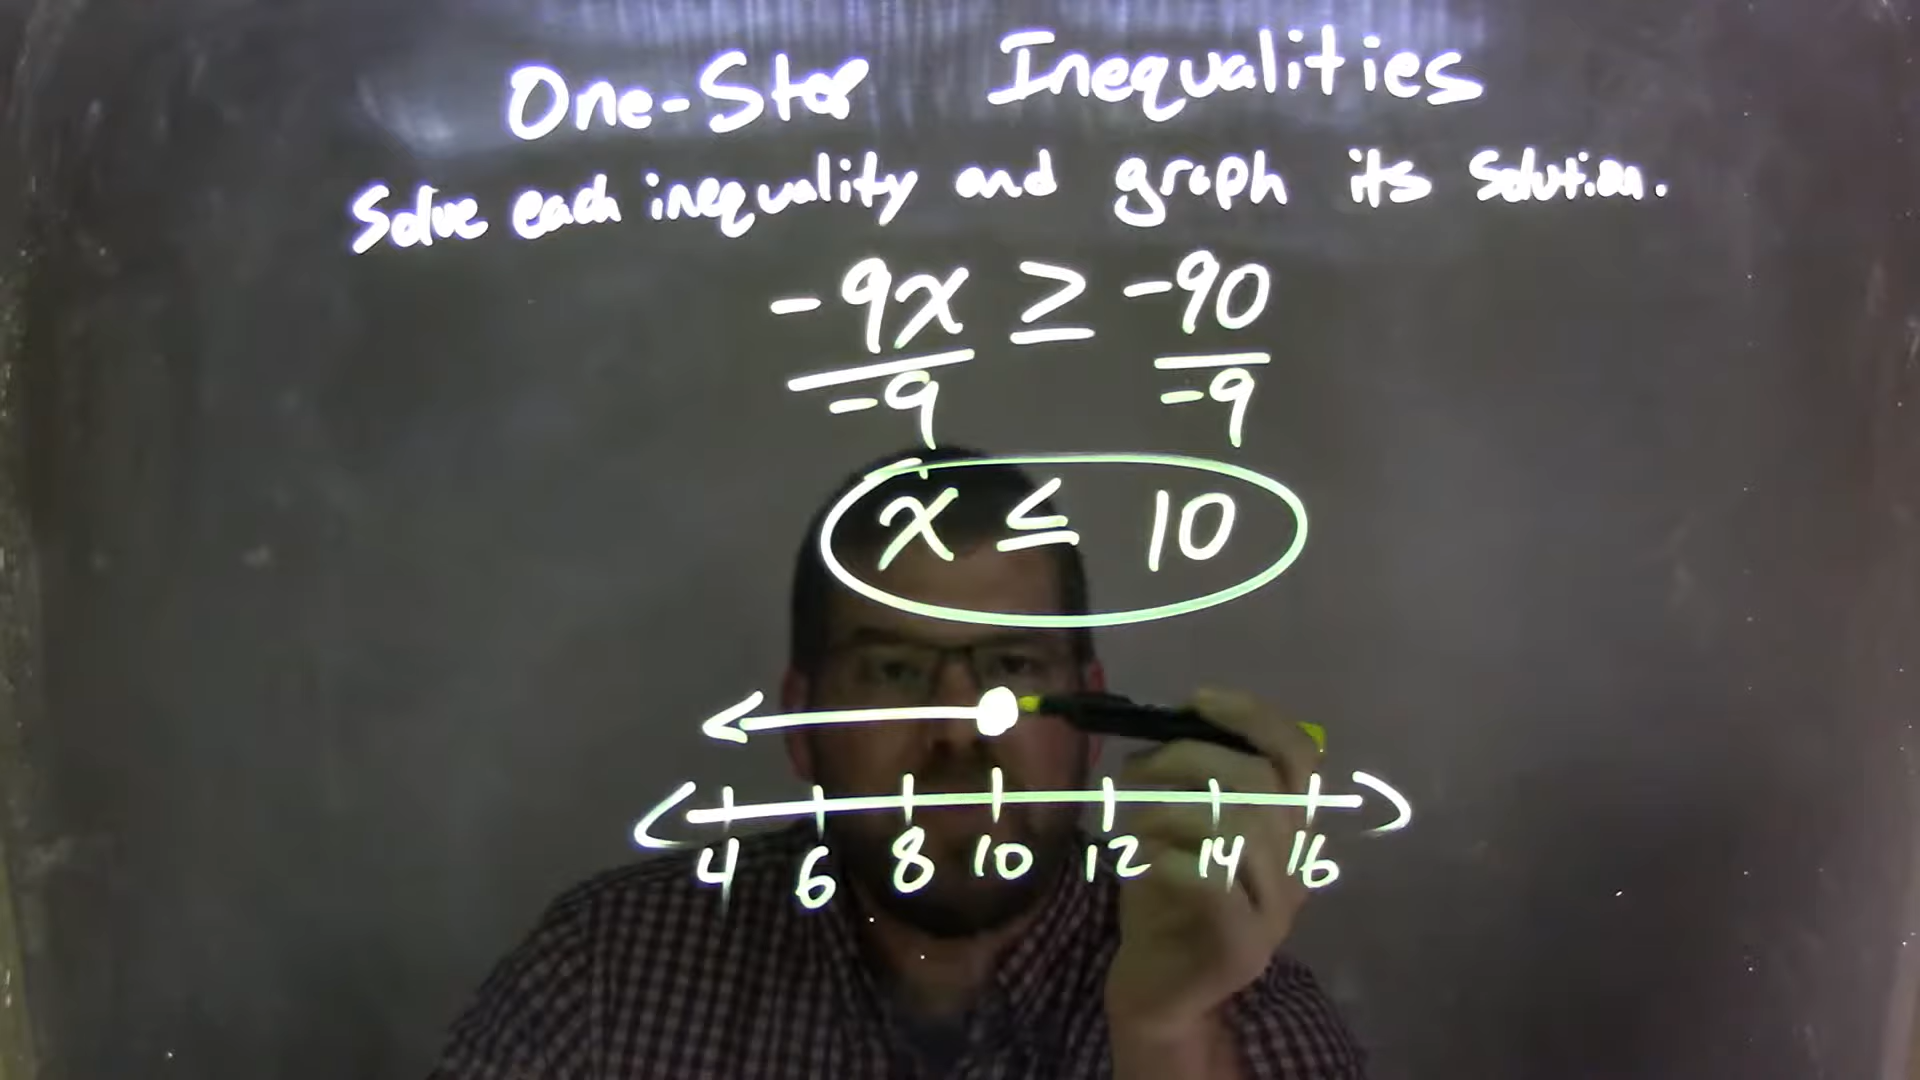 One-Step Inequalities
Solve each inequality and graph its solution.
-9x ≥ -90
-9 -9
x ≤ 10
4 6 8 10 12 14 16